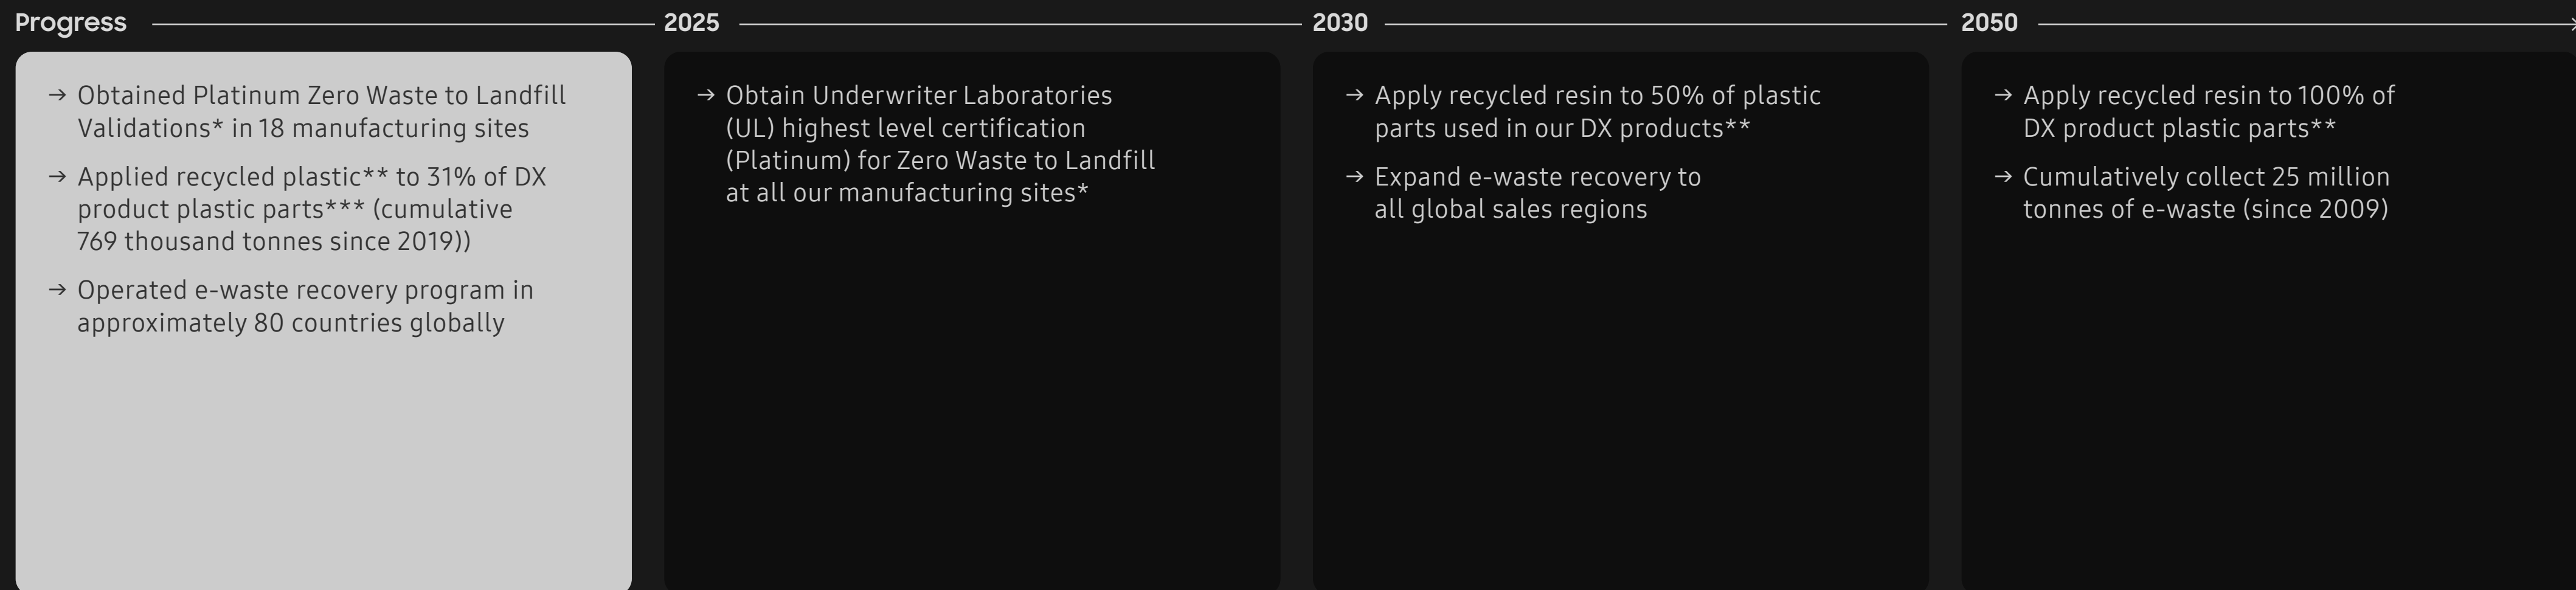 Progress
2025
2030
2050
→ Obtained Platinum Zero Waste to Landfill
Validations* in 18 manufacturing sites
→ Applied recycled plastic** to 31% of DX
product plastic parts*** (cumulative
769 thousand tonnes since 2019))
→ Operated e-waste recovery program in
approximately 80 countries globally
→ Obtain Underwriter Laboratories
(UL) highest level certification
(Platinum) for Zero Waste to Landfill
at all our manufacturing sites*
→ Apply recycled resin to 50% of plastic
parts used in our DX products**
→ Expand e-waste recovery to
all global sales regions
→ Apply recycled resin to 100% of
DX product plastic parts**
→ Cumulatively collect 25 million
tonnes of e-waste (since 2009)